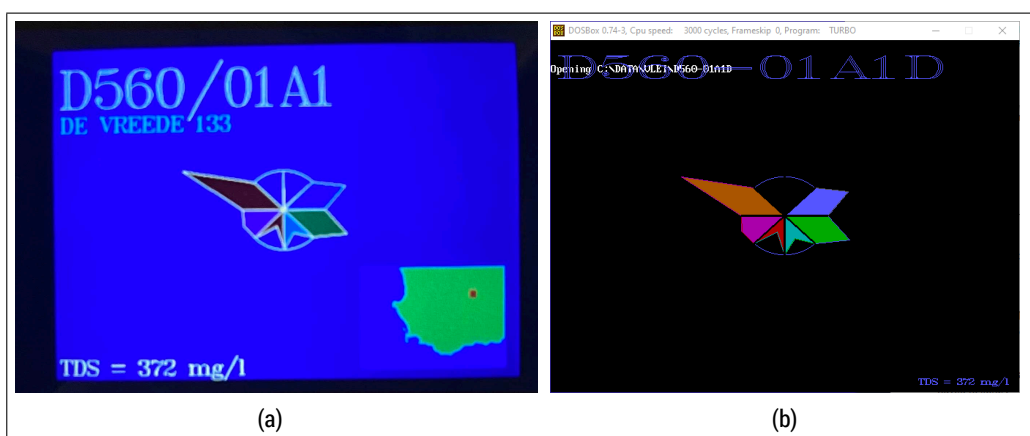 D560/01A1
DE VREEDE 133
TDS = 372 mg/l
(a)
DOSBox 0.74-3, Cpu speed: 3000 cycles, Frameskip 0, Program: TURBO
D560-01A1D
Opening C:\DATA\VLEI\D560-01A1D
TDS = 372 mg/l
(b)